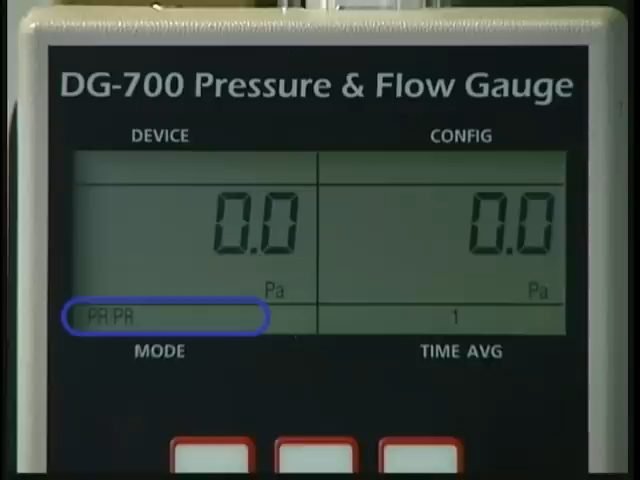 DG-700 Pressure & Flow Gauge
DEVICE CONFIG
0.0 0.0
Pa Pa
PR/PR 1
MODE TIME AVG